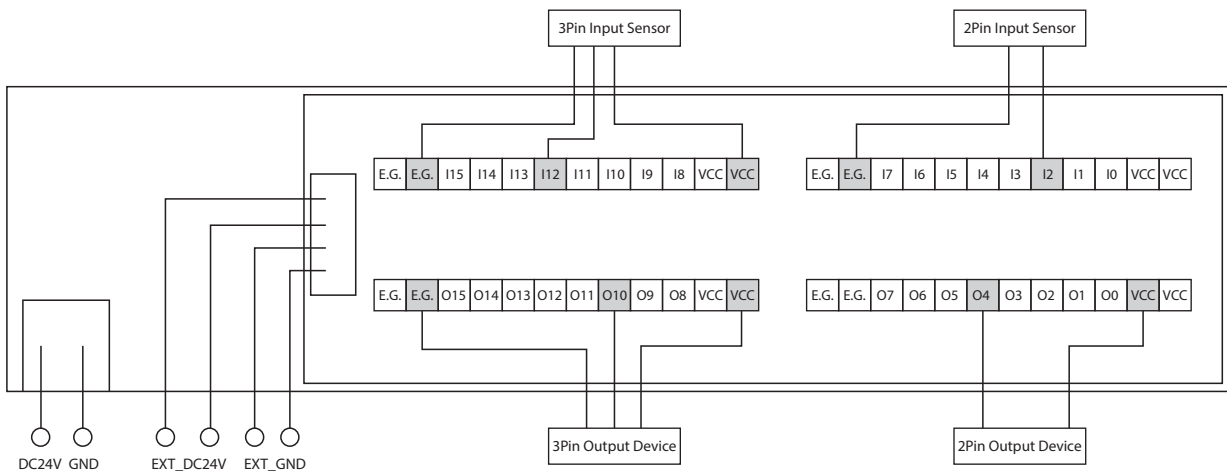 3Pin Input Sensor
2Pin Input Sensor
E.G. E.G. I15 I14 I13 I12 I11 I10 I9 I8 VCC VCC
E.G. E.G. I7 I6 I5 I4 I3 I2 I1 I0 VCC VCC
E.G. E.G. O15 O14 O13 O12 O11 O10 O9 O8 VCC VCC
E.G. E.G. O7 O6 O5 O4 O3 O2 O1 O0 VCC VCC
3Pin Output Device
2Pin Output Device
DC24V GND EXT_DC24V EXT_GND